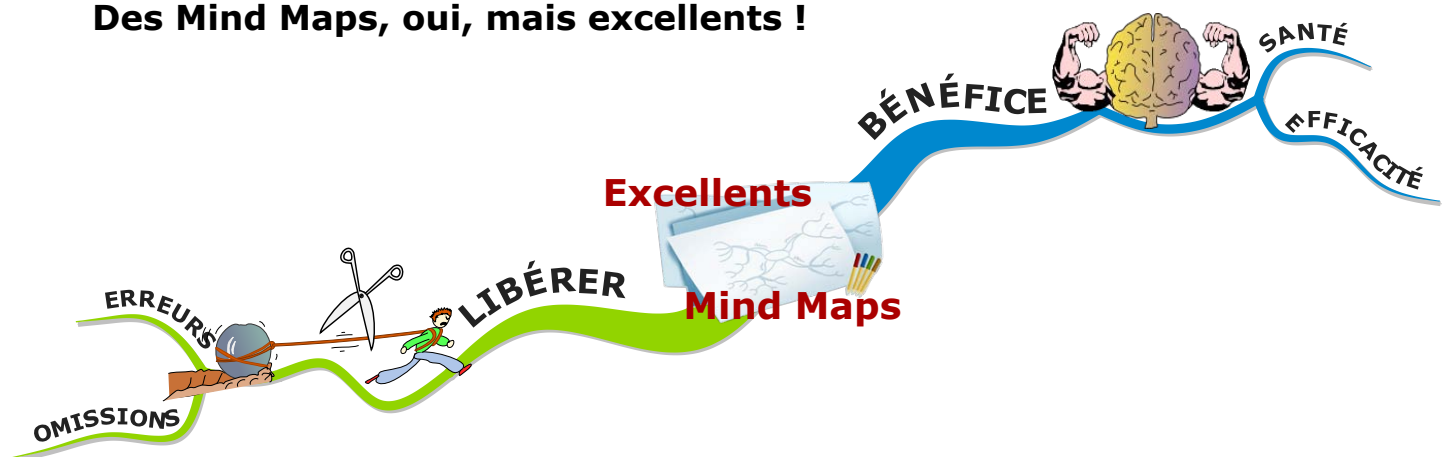 Des Mind Maps, oui, mais excellents !
SANTÉ
BÉNÉFICE
EFFICACITÉ
Excellents
LIBÉRER
Mind Maps
ERREURS
OMISSIONS